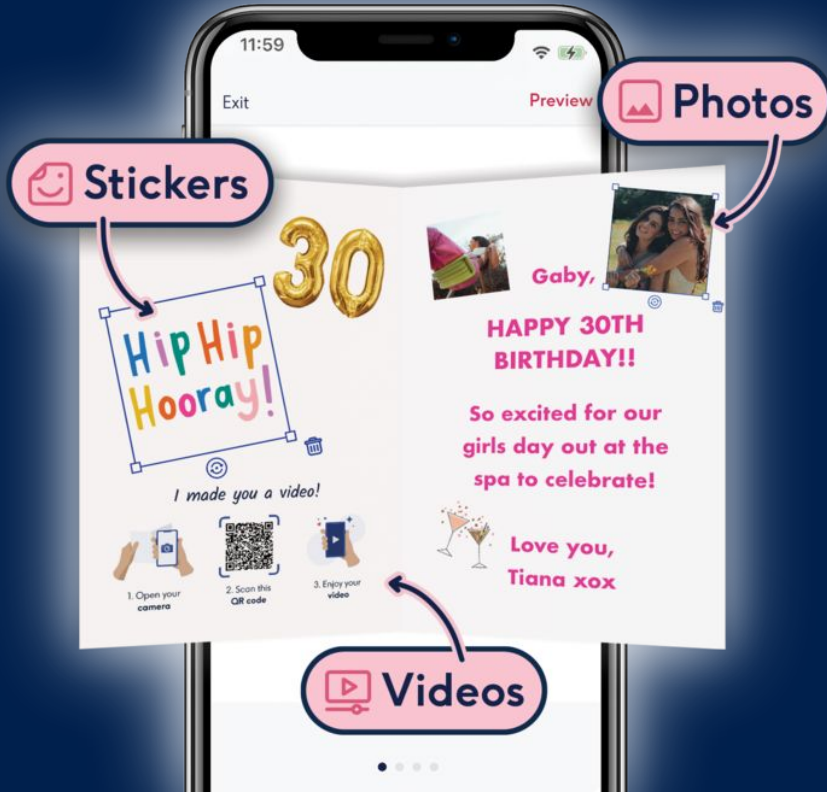 11:59
Exit
Preview
Photos
Stickers
30
Hip Hip
Hooray!
I made you a video!
1. Open your
camera
2. Scan this
QR code
3. Enjoy your
video
Gaby,
HAPPY 30TH
BIRTHDAY!!
So excited for our
girls day out at the
spa to celebrate!
Love you,
Tiana xox
Videos